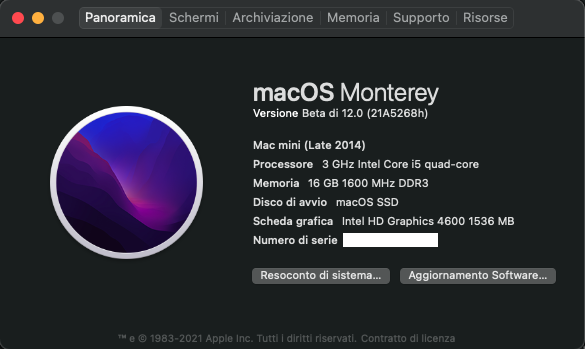 Panoramica Schermi Archiviazione Memoria Supporto Risorse
macOS Monterey
Versione Beta di 12.0 (21A5268h)
Mac mini (Late 2014)
Processore 3 GHz Intel Core i5 quad-core
Memoria 16 GB 1600 MHz DDR3
Disco di avvio macOS SSD
Scheda grafica Intel HD Graphics 4600 1536 MB
Numero di serie
Resoconto di sistema... Aggiornamento Software...
™ e © 1983-2021 Apple Inc. Tutti i diritti riservati. Contratto di licenza